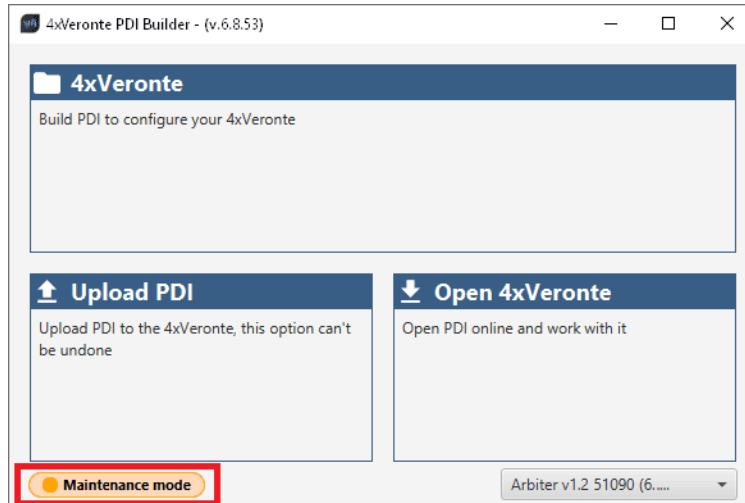 4xVeronte PDI Builder - (v.6.8.53)
4xVeronte
Build PDI to configure your 4xVeronte
Upload PDI
Upload PDI to the 4xVeronte, this option can't
be undone
Open 4xVeronte
Open PDI online and work with it
Maintenance mode
Arbiter v1.2 51090 (6.....